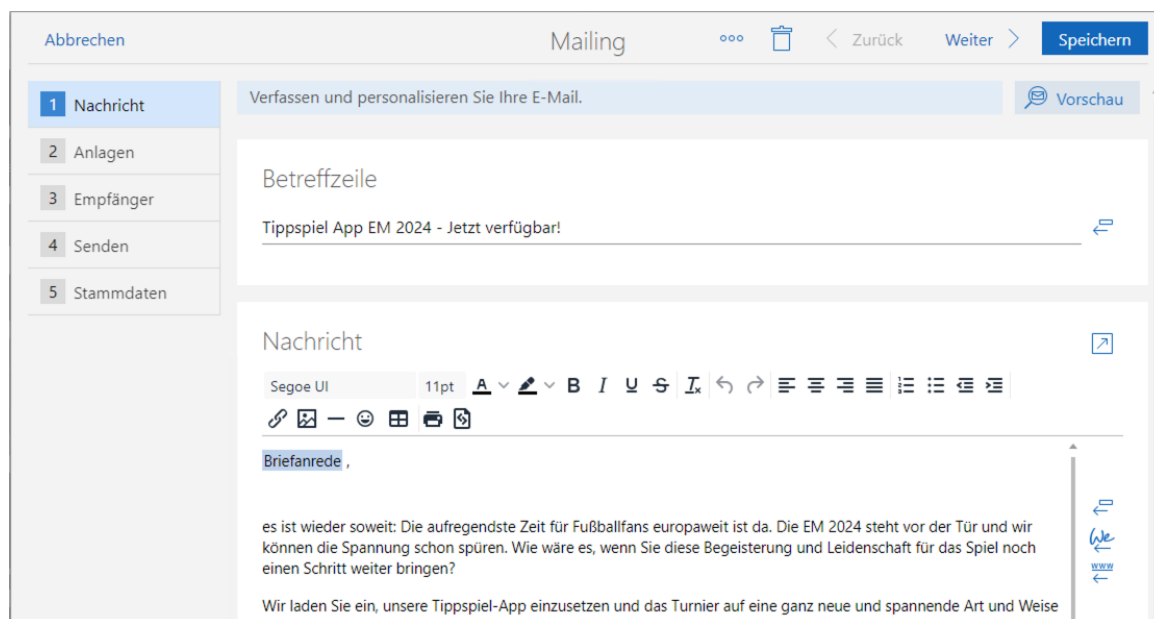 Abbrechen
Mailing
Zurück
Weiter
Speichern
1 Nachricht
Verfassen und personalisieren Sie Ihre E-Mail.
Vorschau
2 Anlagen
3 Empfänger
4 Senden
5 Stammdaten
Betreffzeile
Tippspiel App EM 2024 - Jetzt verfügbar!
Nachricht
Segoe UI 11pt A B I U S Ix
Briefanrede ,
es ist wieder soweit: Die aufregendste Zeit für Fußballfans europaweit ist da. Die EM 2024 steht vor der Tür und wir
können die Spannung schon spüren. Wie wäre es, wenn Sie diese Begeisterung und Leidenschaft für das Spiel noch
einen Schritt weiter bringen?
We
www
Wir laden Sie ein, unsere Tippspiel-App einzusetzen und das Turnier auf eine ganz neue und spannende Art und Weise